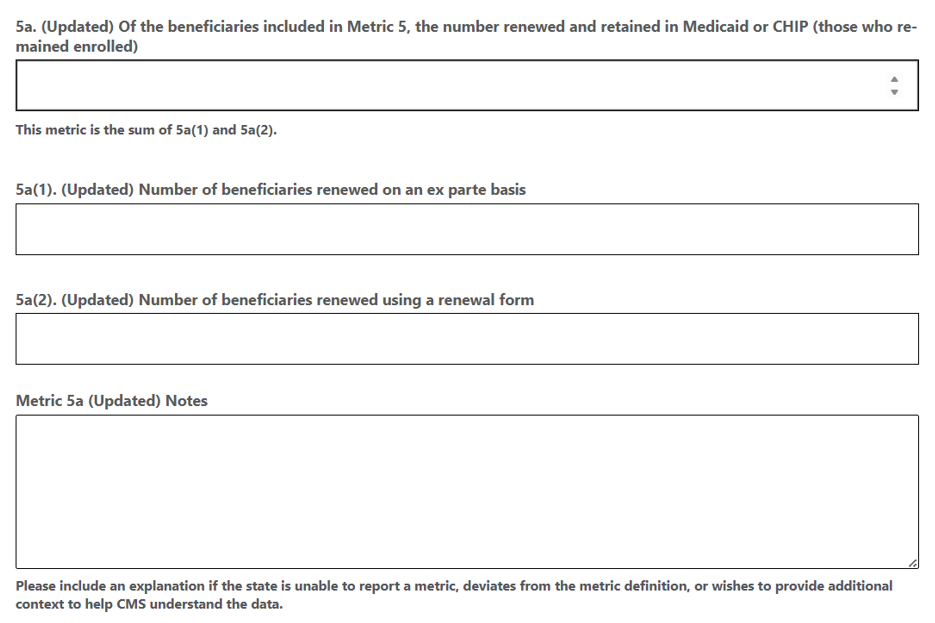 5a. (Updated) Of the beneficiaries included in Metric 5, the number renewed and retained in Medicaid or CHIP (those who re-
mained enrolled)
This metric is the sum of 5a(1) and 5a(2).
5a(1). (Updated) Number of beneficiaries renewed on an ex parte basis
5a(2). (Updated) Number of beneficiaries renewed using a renewal form
Metric 5a (Updated) Notes
Please include an explanation if the state is unable to report a metric, deviates from the metric definition, or wishes to provide additional
context to help CMS understand the data.